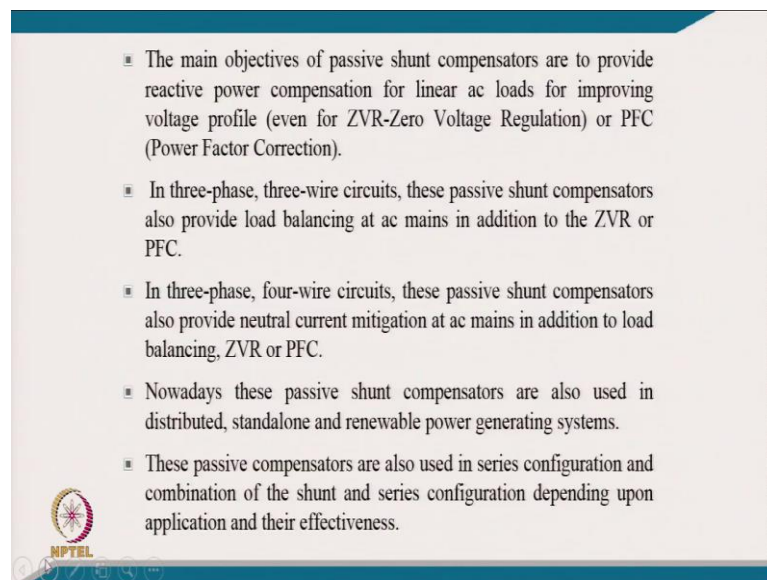 The main objectives of passive shunt compensators are to provide
reactive power compensation for linear ac loads for improving
voltage profile (even for ZVR-Zero Voltage Regulation) or PFC
(Power Factor Correction).
In three-phase, three-wire circuits, these passive shunt compensators
also provide load balancing at ac mains in addition to the ZVR or
PFC.
In three-phase, four-wire circuits, these passive shunt compensators
also provide neutral current mitigation at ac mains in addition to load
balancing, ZVR or PFC.
Nowadays these passive shunt compensators are also used in
distributed, standalone and renewable power generating systems.
These passive compensators are also used in series configuration and
combination of the shunt and series configuration depending upon
application and their effectiveness.
NPTEL